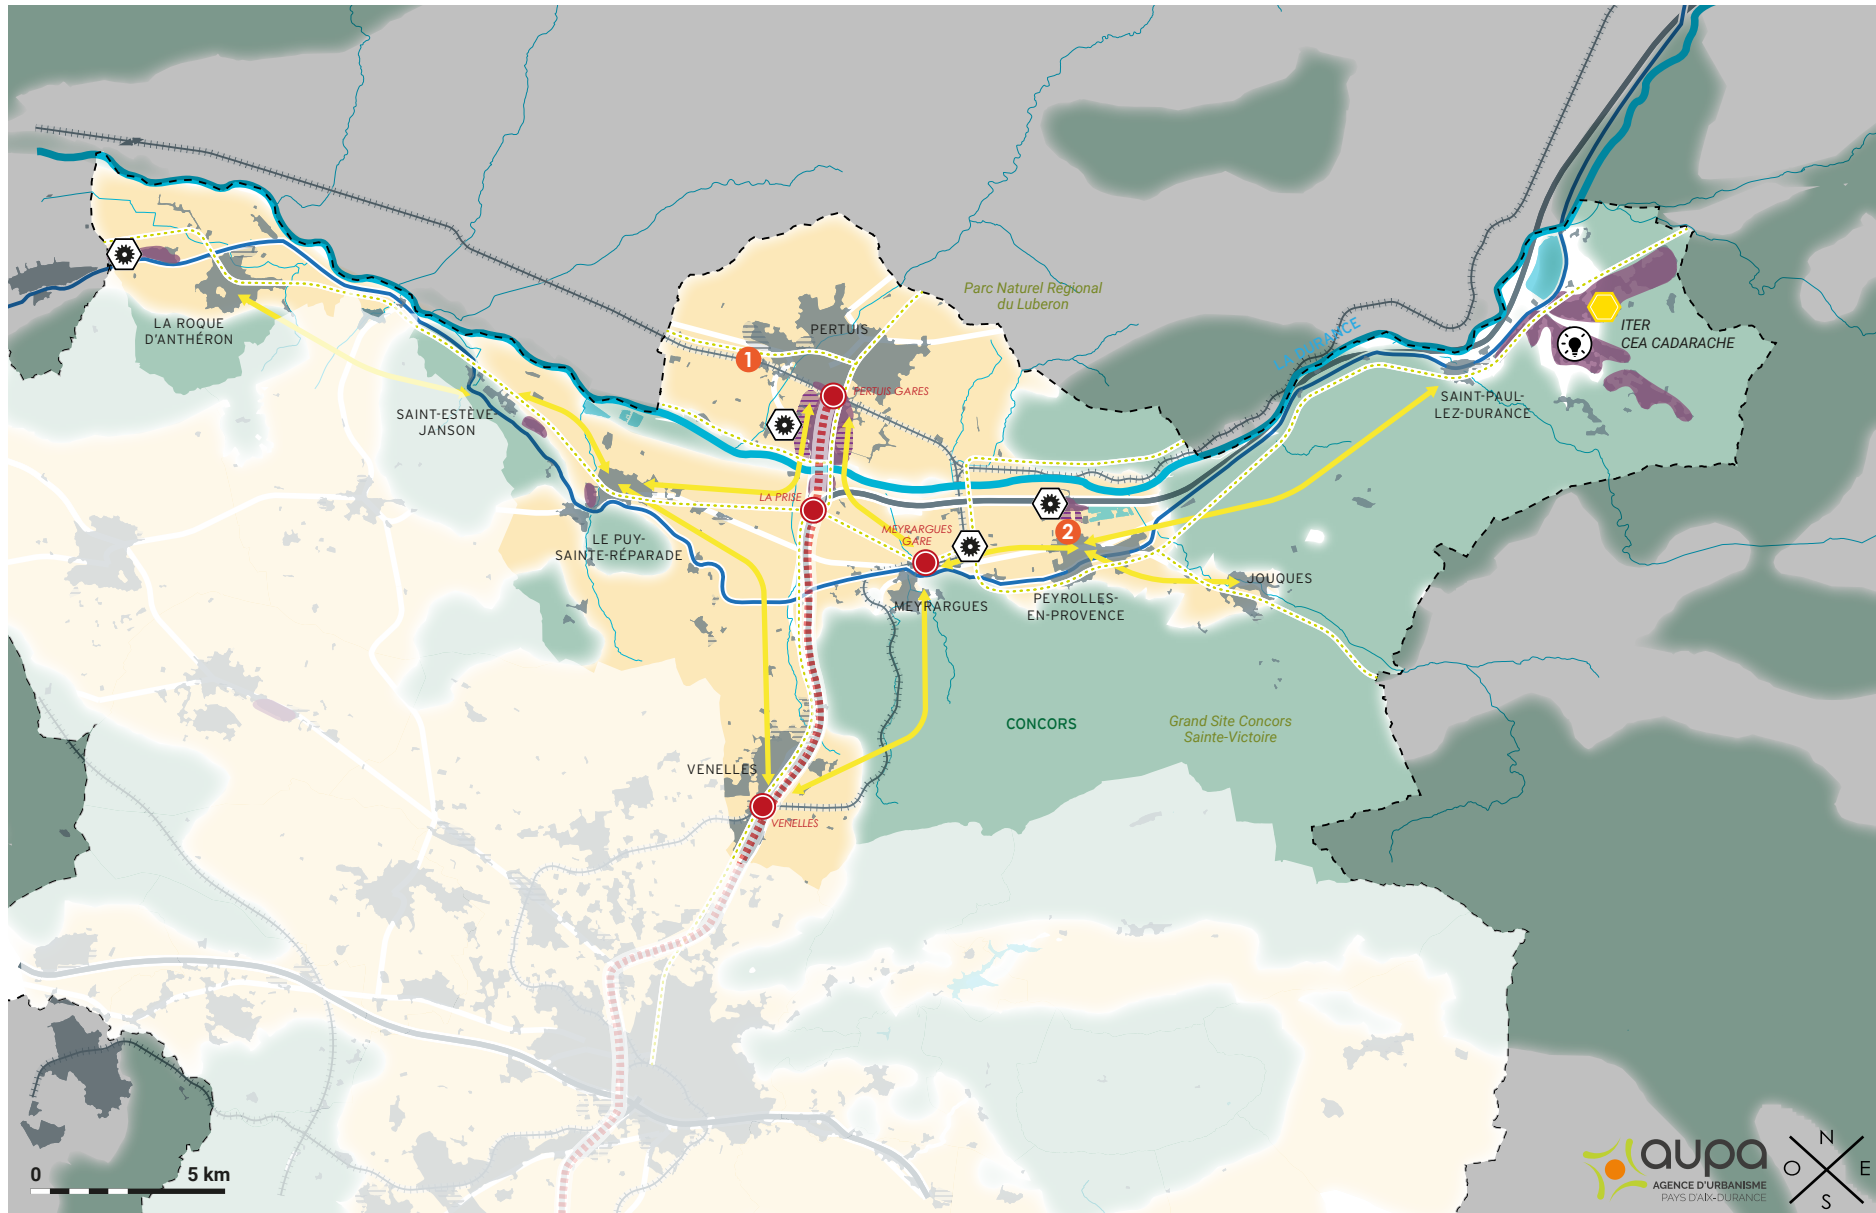 LA ROQUE
D'ANTHÉRON
SAINT-ESTÈVE-
JANSON
PERTUIS
1
PERTUIS GARES
Parc Naturel Régional
du Luberon
LA DURANCE
ITER
CEA CADARACHE
SAINT-PAUL-
LEZ-DURANCE
LA PRISE
LE PUY-
SAINTE-RÉPARADE
MEYRARGUES
GARE
2
MEYRARGUES
PEYROLLES-
EN-PROVENCE
JOUQUES
CONCORS
Grand Site Concors
Sainte-Victoire
VENELLES
VENELLES
0 5 km
aupa
AGENCE D'URBANISME
PAYS D'AIX-DURANCE
N
O E
S